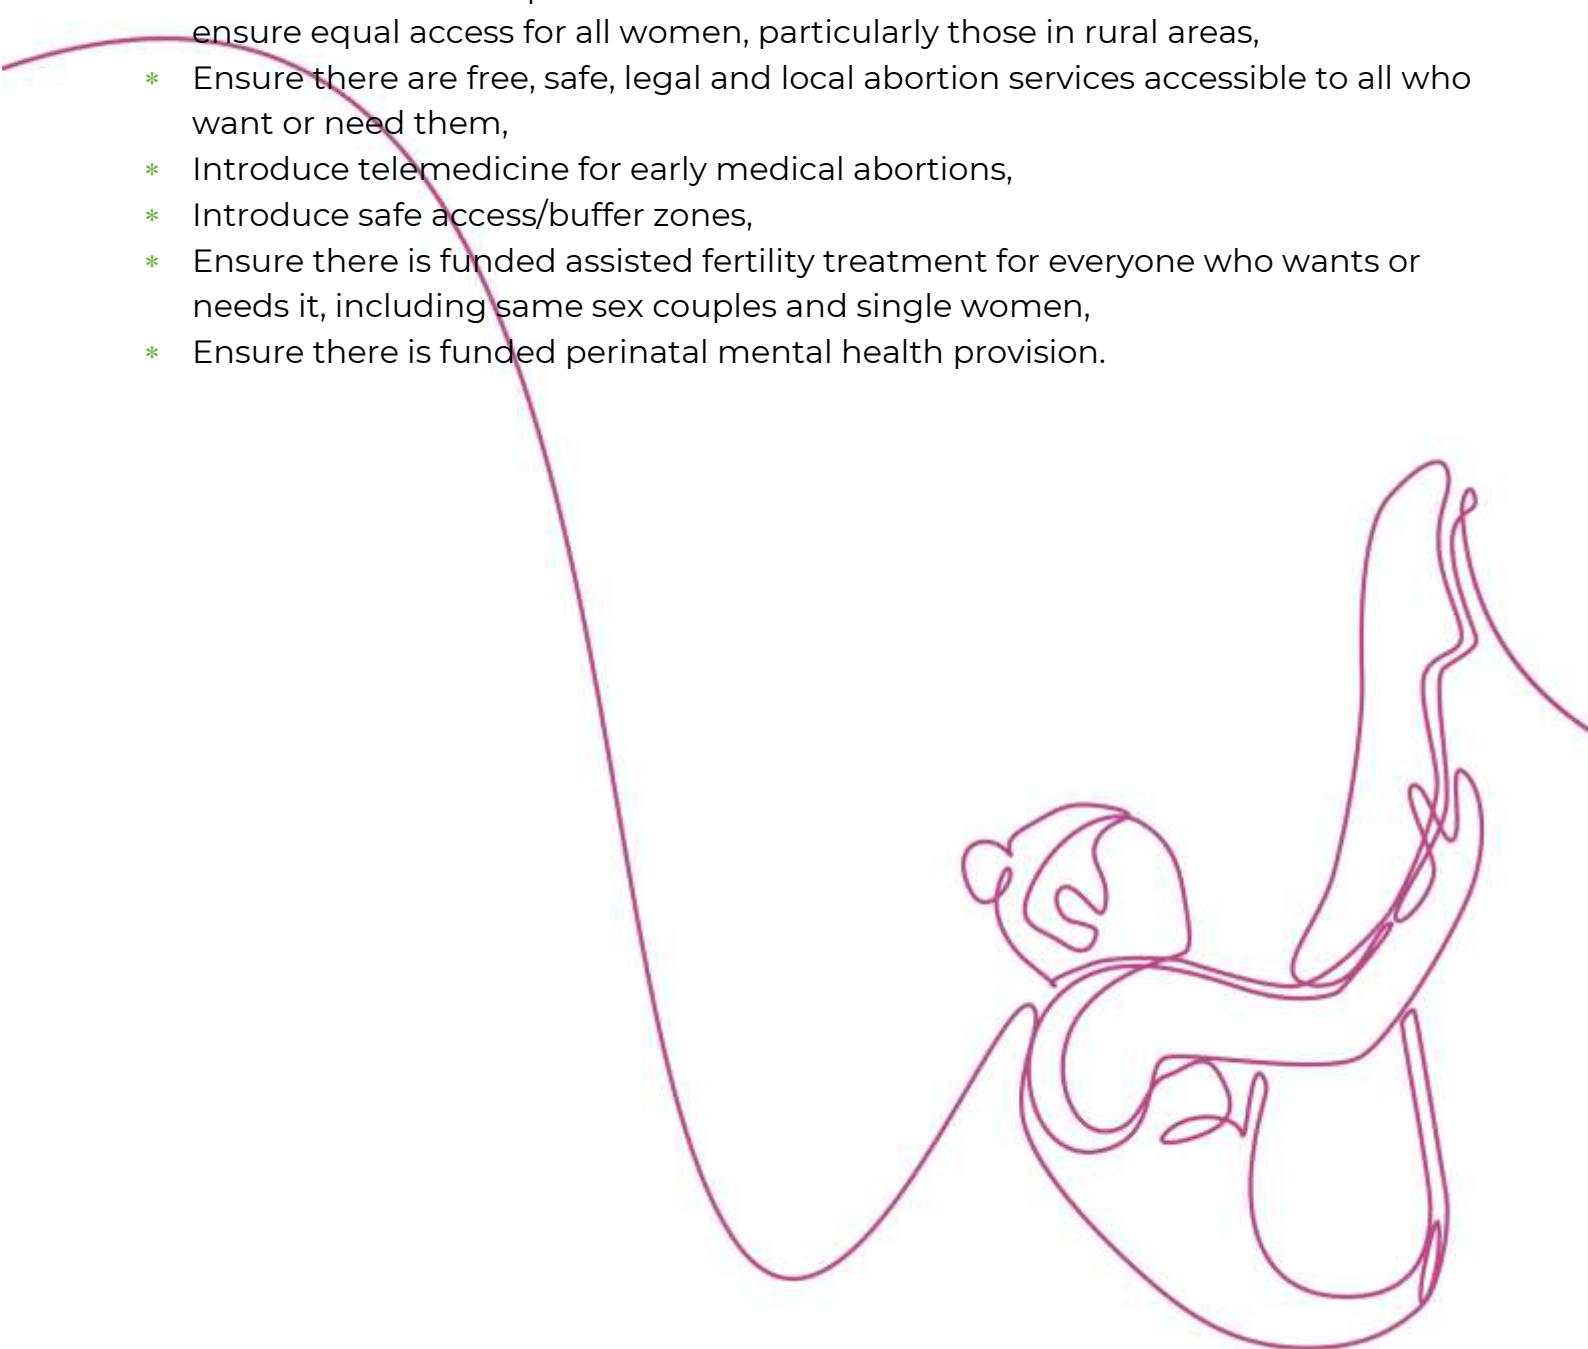 ensure equal access for all women, particularly those in rural areas,
* Ensure there are free, safe, legal and local abortion services accessible to all who
want or need them,
* Introduce telemedicine for early medical abortions,
* Introduce safe access/buffer zones,
* Ensure there is funded assisted fertility treatment for everyone who wants or
needs it, including same sex couples and single women,
* Ensure there is funded perinatal mental health provision.